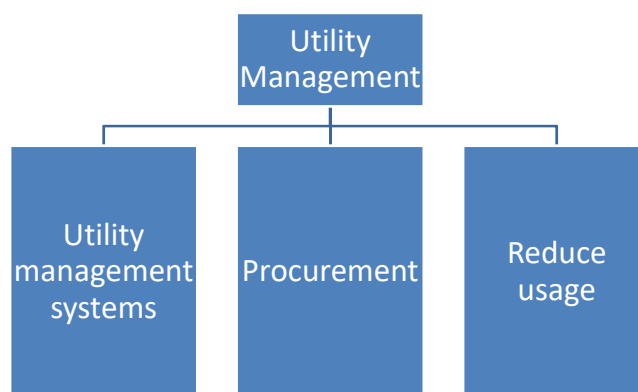 Utility
Management
Utility
management
systems
Procurement
Reduce
usage